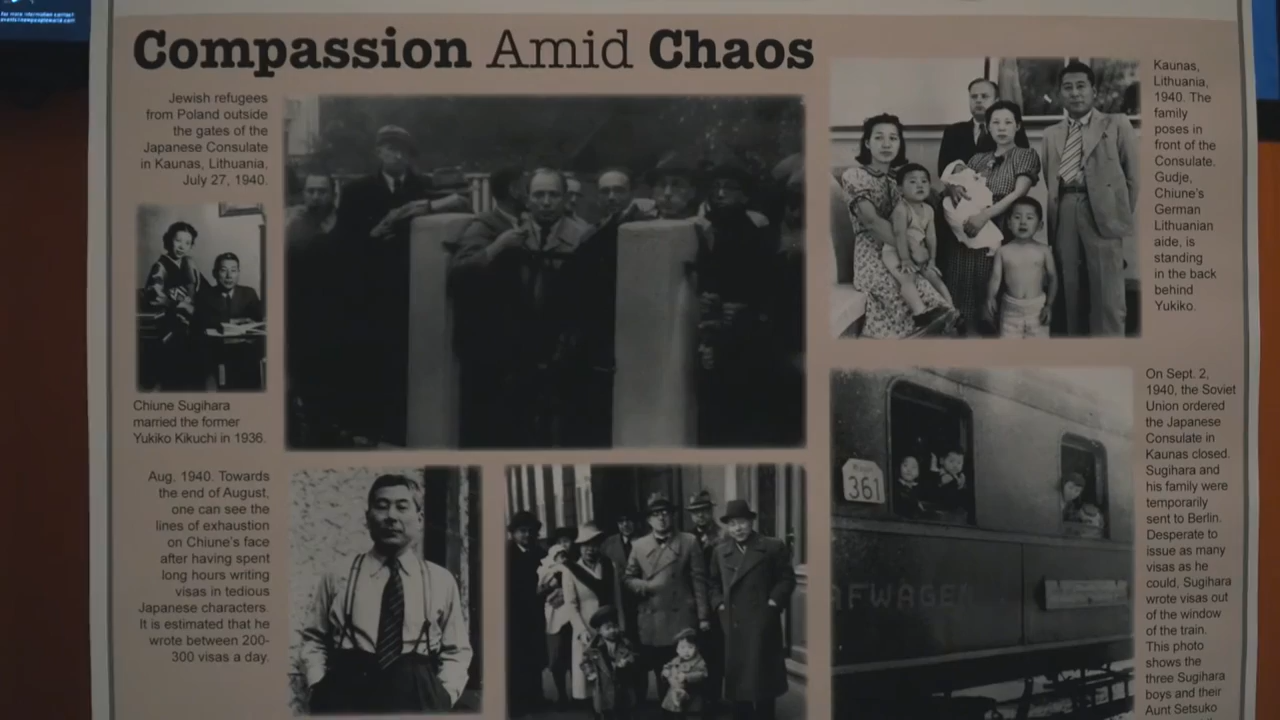 for more information contact
Compassion Amid Chaos
Jewish refugees
from Poland outside
the gates of the
Japanese Consulate
in Kaunas, Lithuania,
July 27, 1940.
Chiune Sugihara
married the former
Yukiko Kikuchi in 1936.
Aug. 1940. Towards
the end of August,
one can see the
lines of exhaustion
on Chiune's face
after having spent
long hours writing
visas in tedious
Japanese characters.
It is estimated that he
wrote between 200-
300 visas a day.
Kaunas,
Lithuania,
1940. The
family
poses in
front of the
Consulate.
Gudje,
Chiune's
German
Lithuanian
aide, is
standing
in the back
behind
Yukiko.
361
AFWAGEN
On Sept. 2,
1940, the Soviet
Union ordered
the Japanese
Consulate in
Kaunas closed.
Sugihara and
his family were
temporarily
sent to Berlin.
Desperate to
issue as many
visas as he
could, Sugihara
wrote visas out
of the window
of the train.
This photo
shows the
three Sugihara
boys and their
Aunt Setsuko